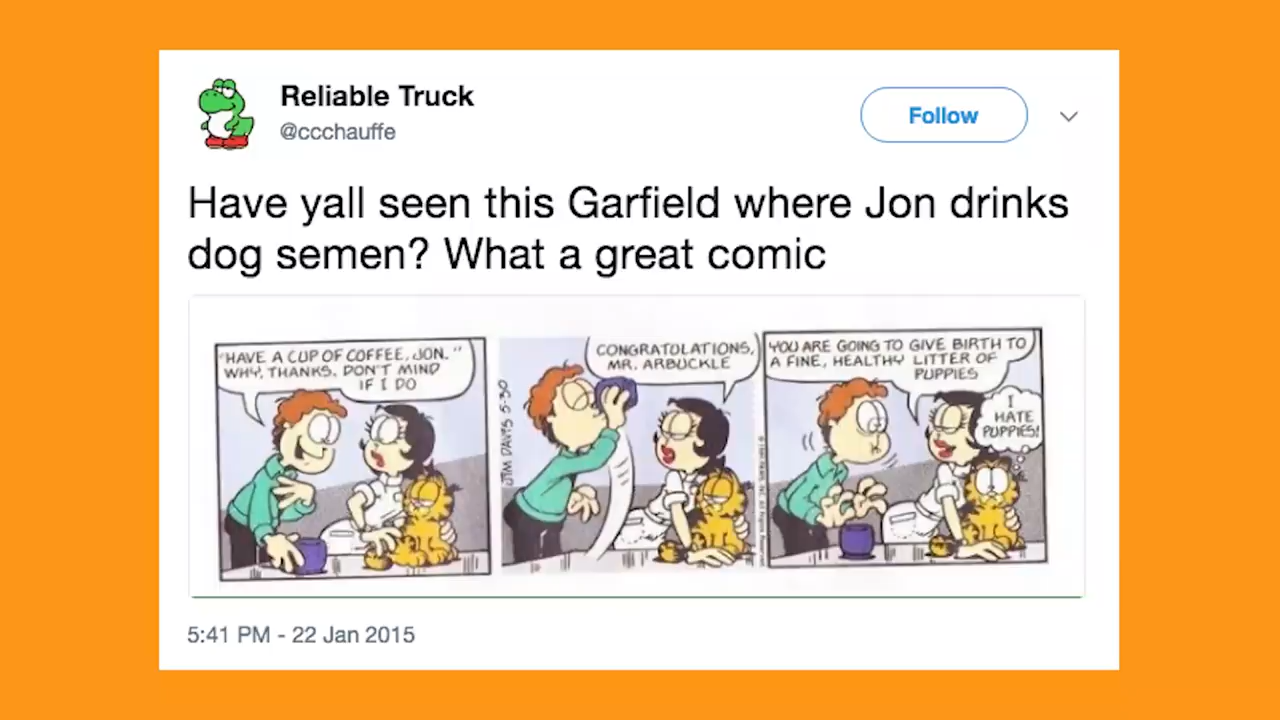 Reliable Truck
@ccchauffe
Follow
Have yall seen this Garfield where Jon drinks
dog semen? What a great comic
"HAVE A CUP OF COFFEE, JON."
WHY, THANKS. DON'T MIND
IF I DO
JIM DAVIS 5-30
CONGRATULATIONS,
MR. ARBUCKLE
YOU ARE GOING TO GIVE BIRTH TO
A FINE, HEALTHY LITTER OF
PUPPIES
I
HATE
PUPPIES!
5:41 PM - 22 Jan 2015